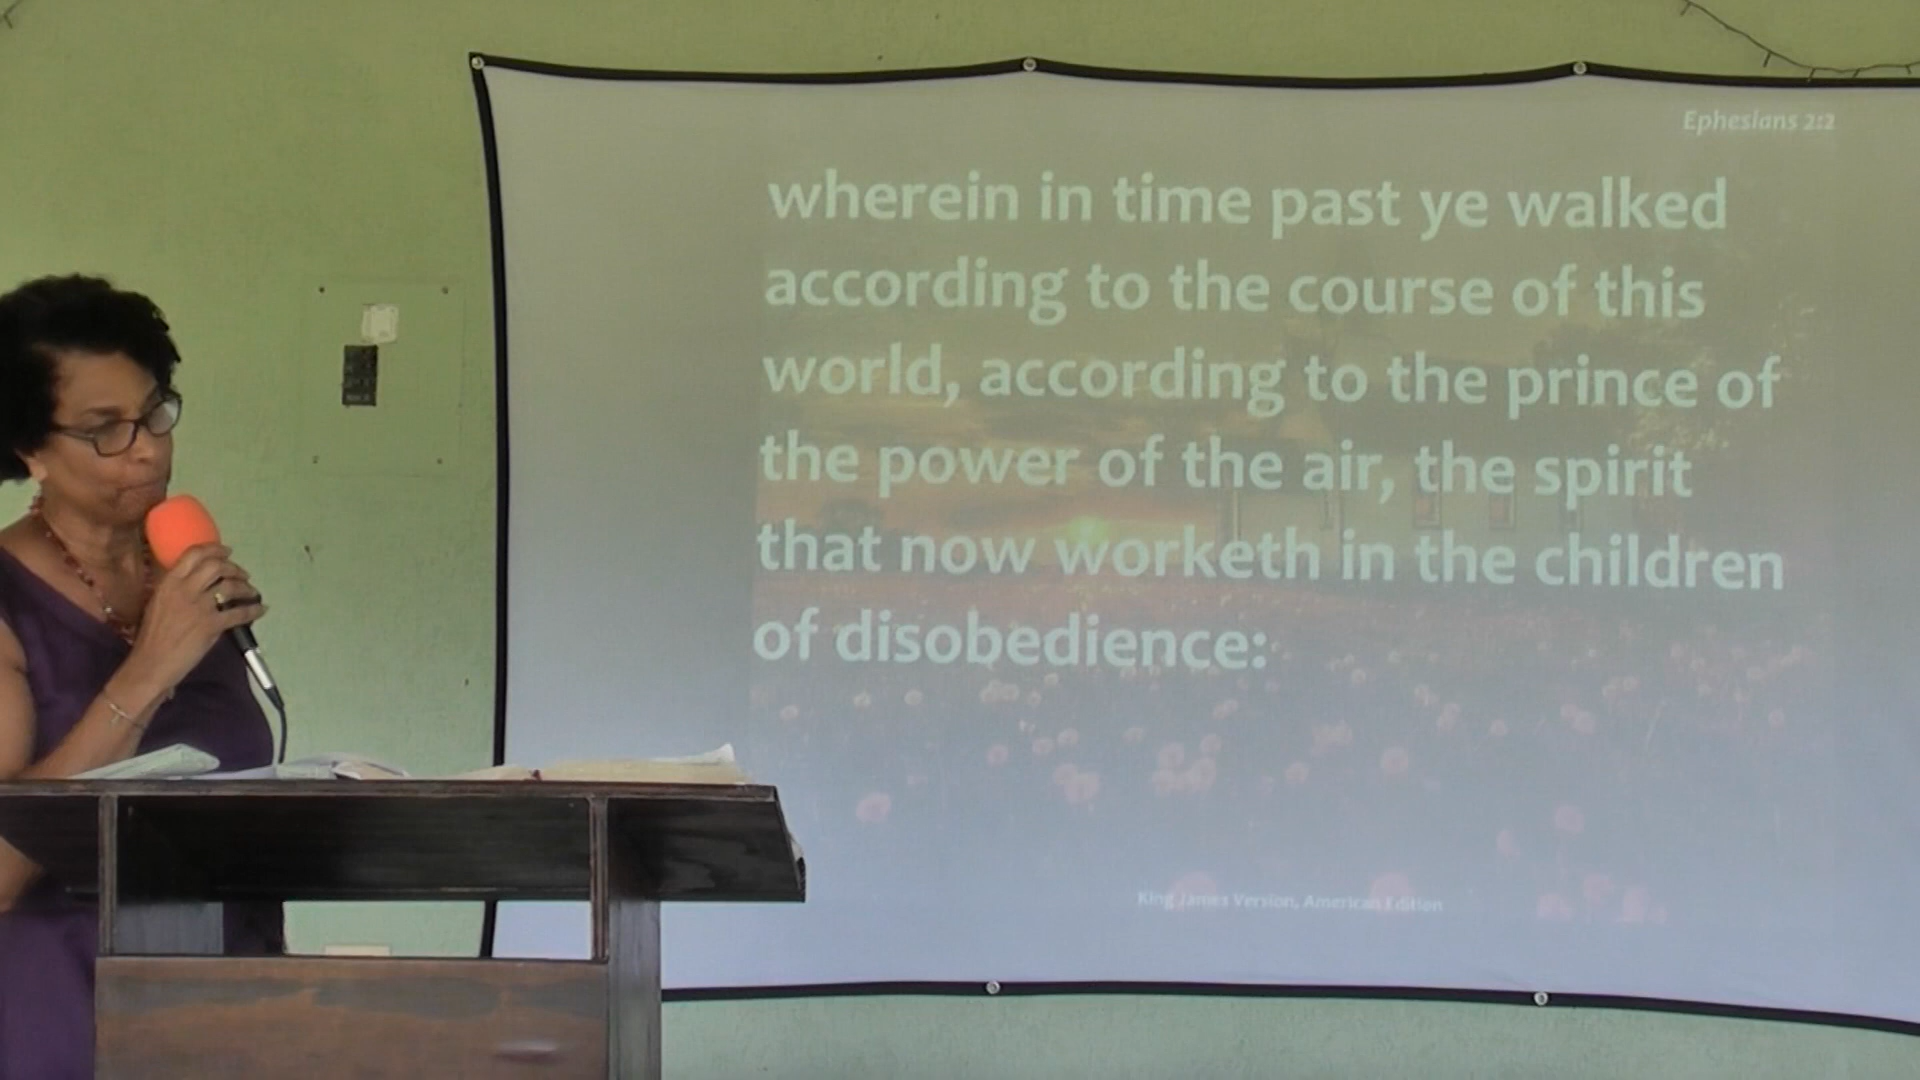 Ephesians 2:2
wherein in time past ye walked
according to the course of this
world, according to the prince of
the power of the air, the spirit
that now worketh in the children
of disobedience:
King James Version, American Edition